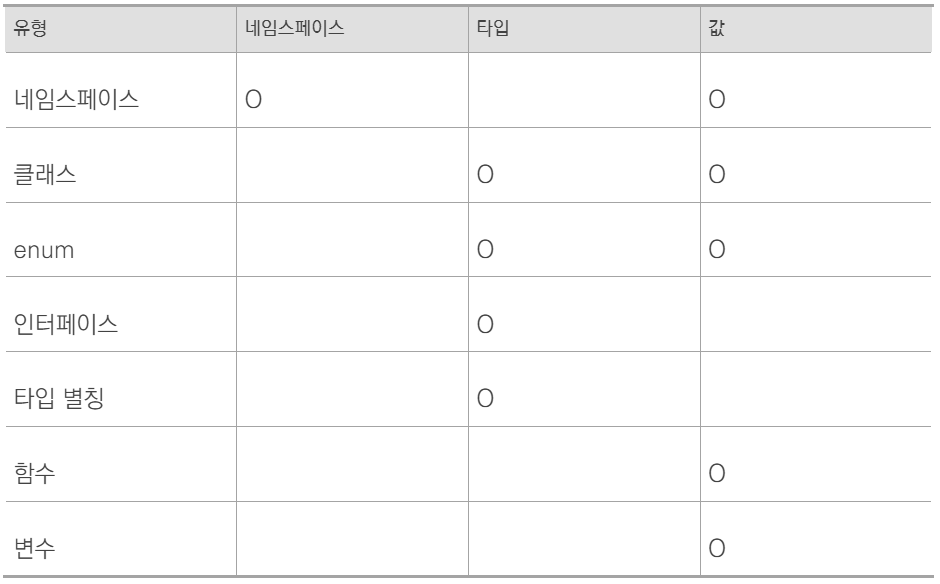 유형 네임스페이스 타입 값
네임스페이스 O O
클래스 O O
enum O O
인터페이스 O
타입 별칭 O
함수 O
변수 O